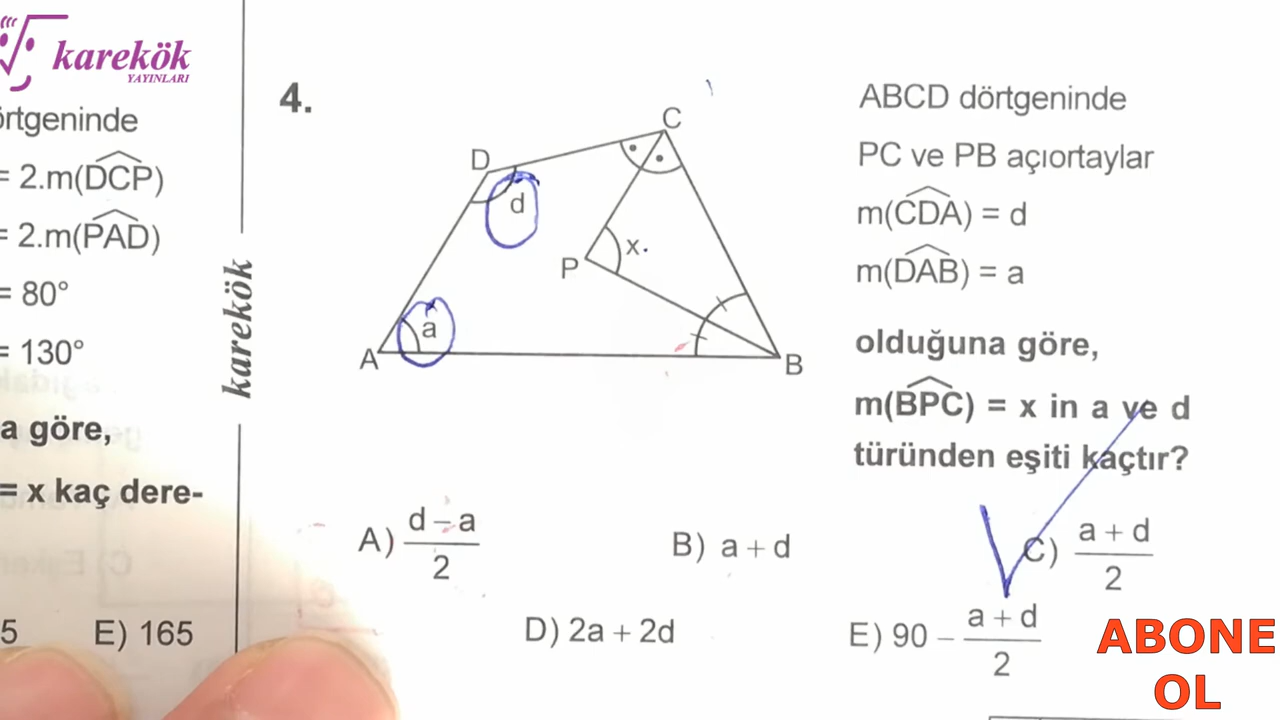 karekök
YAYINLARI
örtgeninde
= 2.m(DCP)
= 2.m(PAD)
= 80°
= 130°
a göre,
= x kaç dere-
5 E) 165
karekök
4.
D
C
d
P
x.
a
A
B
ABCD dörtgeninde
PC ve PB açıortaylar
m(CDA) = d
m(DAB) = a
olduğuna göre,
m(BPC) = x in a ve d
türünden eşiti kaçtır?
A) d – a / 2
B) a + d
C) a + d / 2
D) 2a + 2d
E) 90 – a + d / 2
ABONE
OL